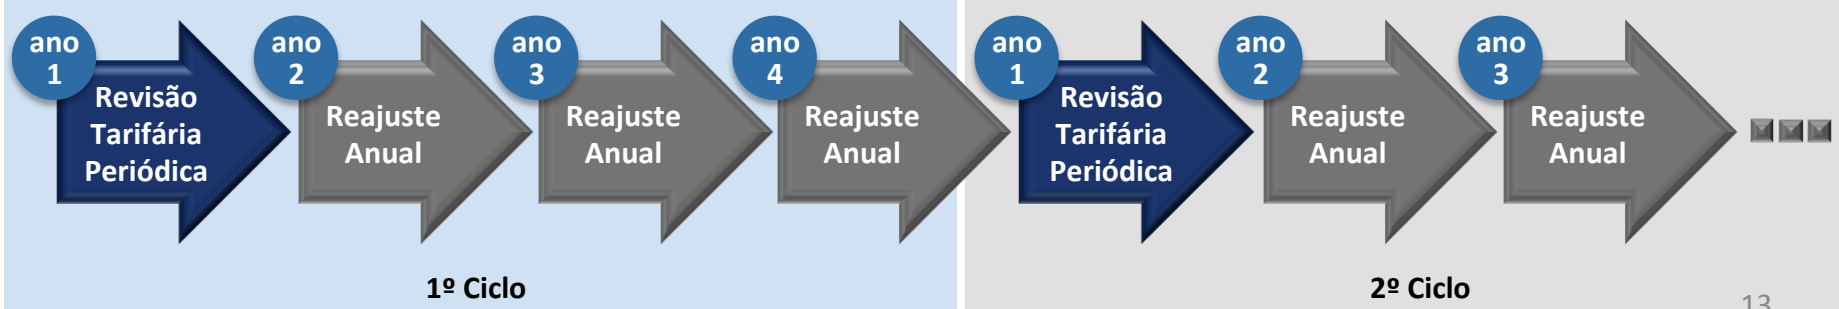 ano
1
Revisão
Tarifária
Periódica
ano
2
Reajuste
Anual
ano
3
Reajuste
Anual
ano
4
Reajuste
Anual
1º Ciclo
ano
1
Revisão
Tarifária
Periódica
ano
2
Reajuste
Anual
ano
3
Reajuste
Anual
2º Ciclo
13